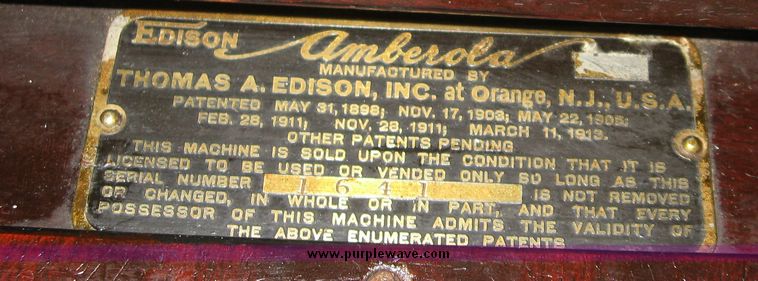 EDISON Amberola
MANUFACTURED BY
THOMAS A. EDISON, INC. at Orange, N.J., U.S.A.
PATENTED MAY 31, 1898; NOV. 17, 1903; MAY 22, 1906;
FEB. 28, 1911; NOV. 28, 1911; MARCH 11, 1913.
OTHER PATENTS PENDING
THIS MACHINE IS SOLD UPON THE CONDITION THAT IT IS
LICENSED TO BE USED OR VENDED ONLY SO LONG AS THIS
SERIAL NUMBER 1641 IS NOT REMOVED
OR CHANGED, IN WHOLE OR IN PART, AND THAT EVERY
POSSESSOR OF THIS MACHINE ADMITS THE VALIDITY OF
THE ABOVE ENUMERATED PATENTS
www.purplewave.com